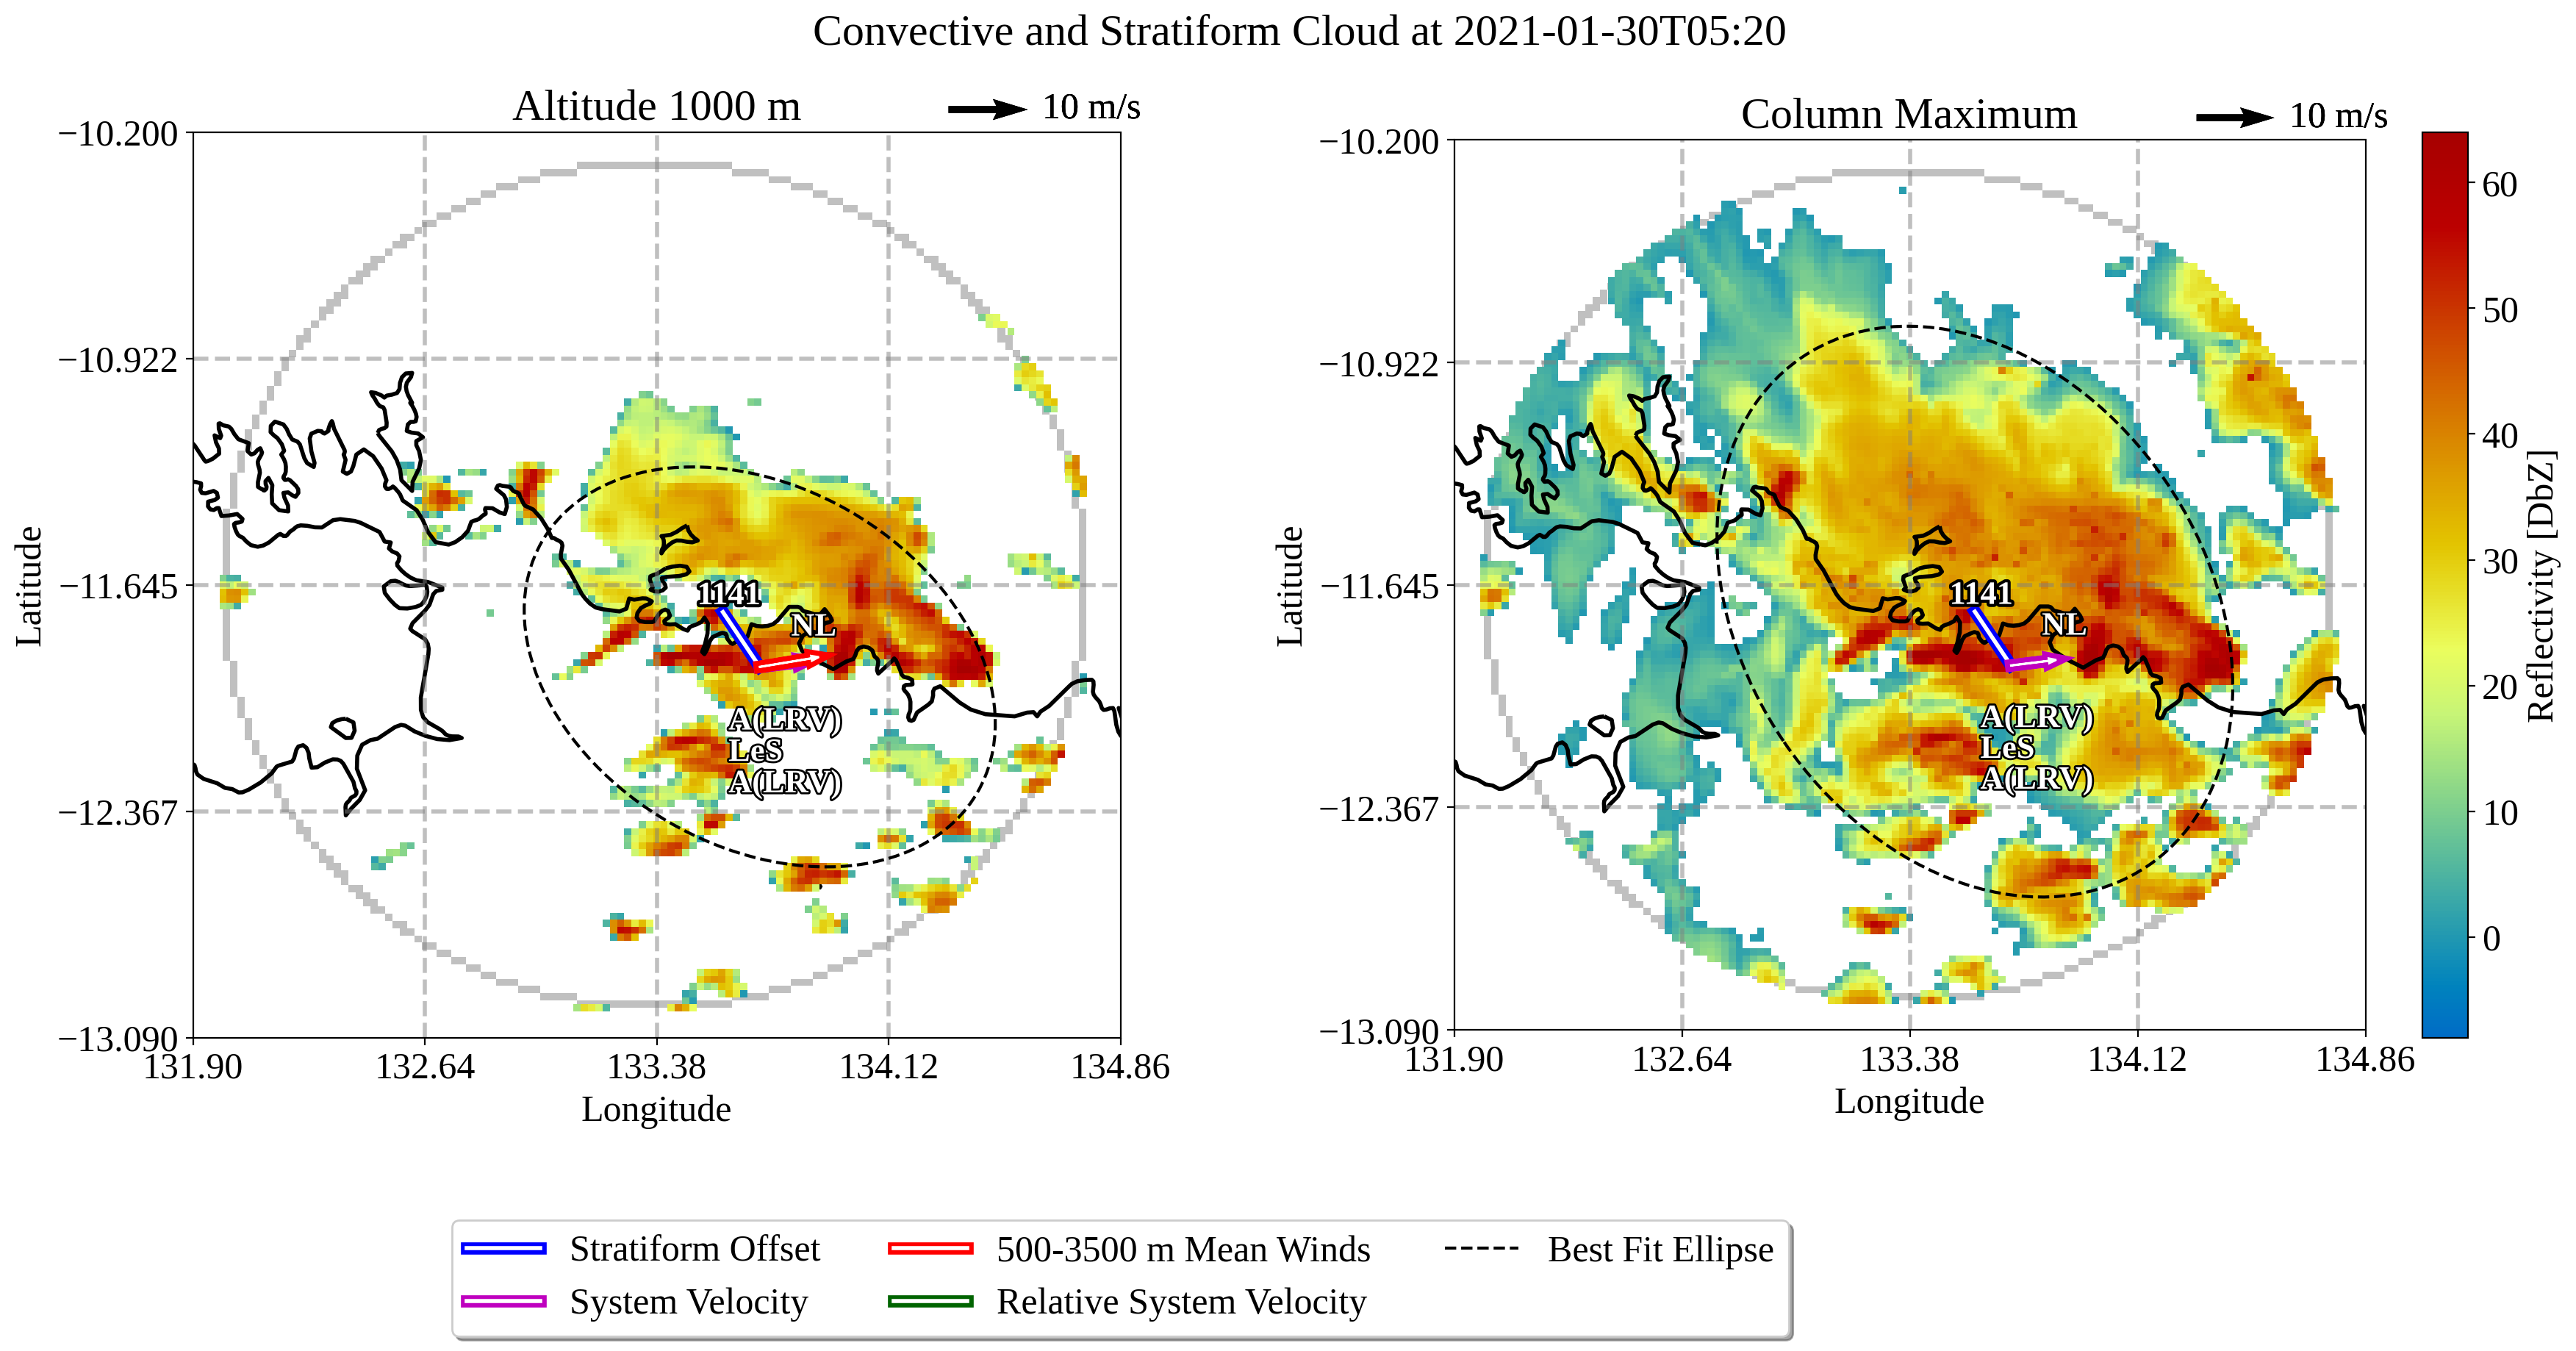 Convective and Stratiform Cloud at 2021-01-30T05:20
Altitude 1000 m
10 m/s
−10.200
−10.922
−11.645
−12.367
−13.090
Latitude
131.90
132.64
133.38
134.12
134.86
Longitude
1141
NL
A(LRV)
LeS
A(LRV)
Column Maximum
10 m/s
−10.200
−10.922
−11.645
−12.367
−13.090
Latitude
131.90
132.64
133.38
134.12
134.86
Longitude
1141
NL
A(LRV)
LeS
A(LRV)
60
50
40
30
20
10
0
Reflectivity [DbZ]
Stratiform Offset
System Velocity
500-3500 m Mean Winds
Relative System Velocity
Best Fit Ellipse